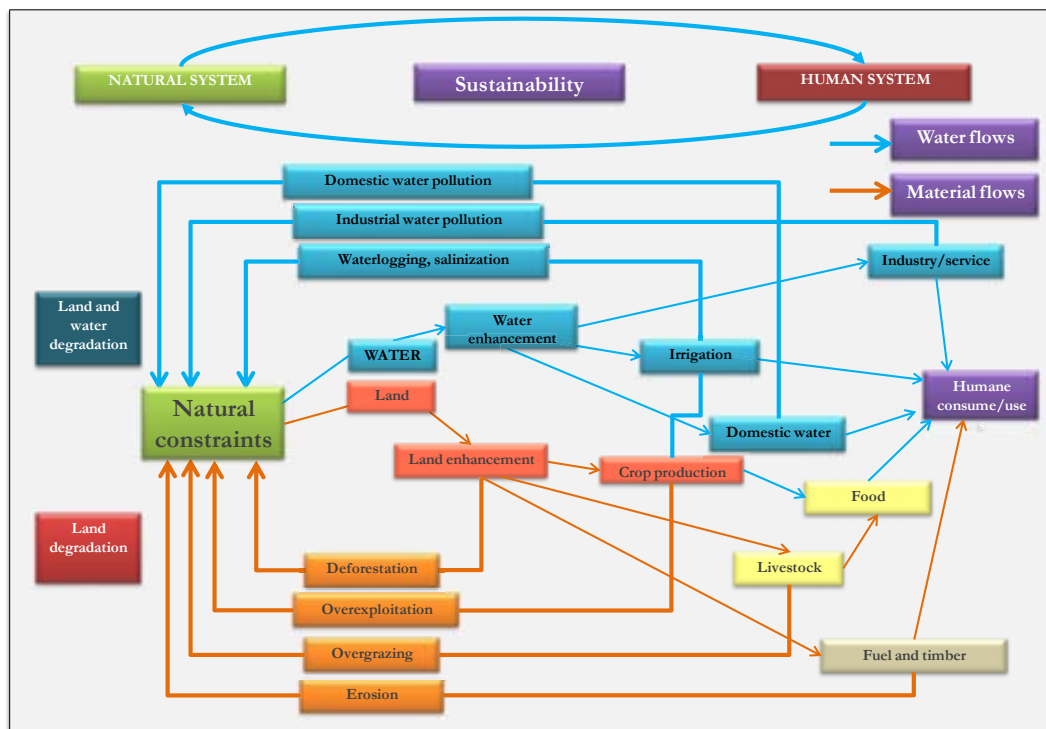 NATURAL SYSTEM
Sustainability
HUMAN SYSTEM
Water flows
Material flows
Domestic water pollution
Industrial water pollution
Waterlogging, salinization
Industry/service
Land and
water
degradation
Water
enhancement
WATER
Irrigation
Natural
constraints
Land
Humane
consume/use
Domestic water
Land enhancement
Crop production
Food
Land
degradation
Deforestation
Livestock
Overexploitation
Overgrazing
Fuel and timber
Erosion